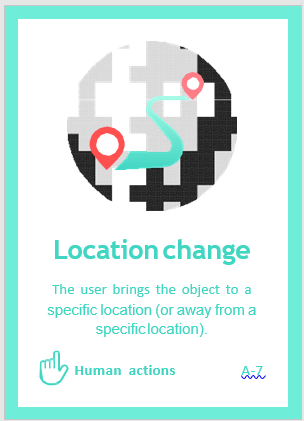 Location change
The user brings the object to a
specific location (or away from a
specific location).
Human actions
A-7